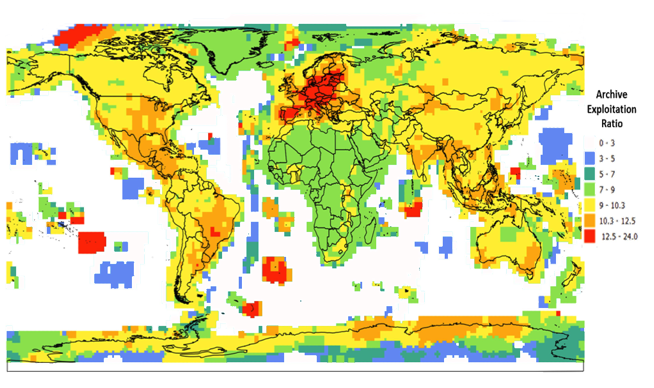 Archive
Exploitation
Ratio
0 - 3
3 - 5
5 - 7
7 - 9
9 - 10.3
10.3 - 12.5
12.5 - 24.0